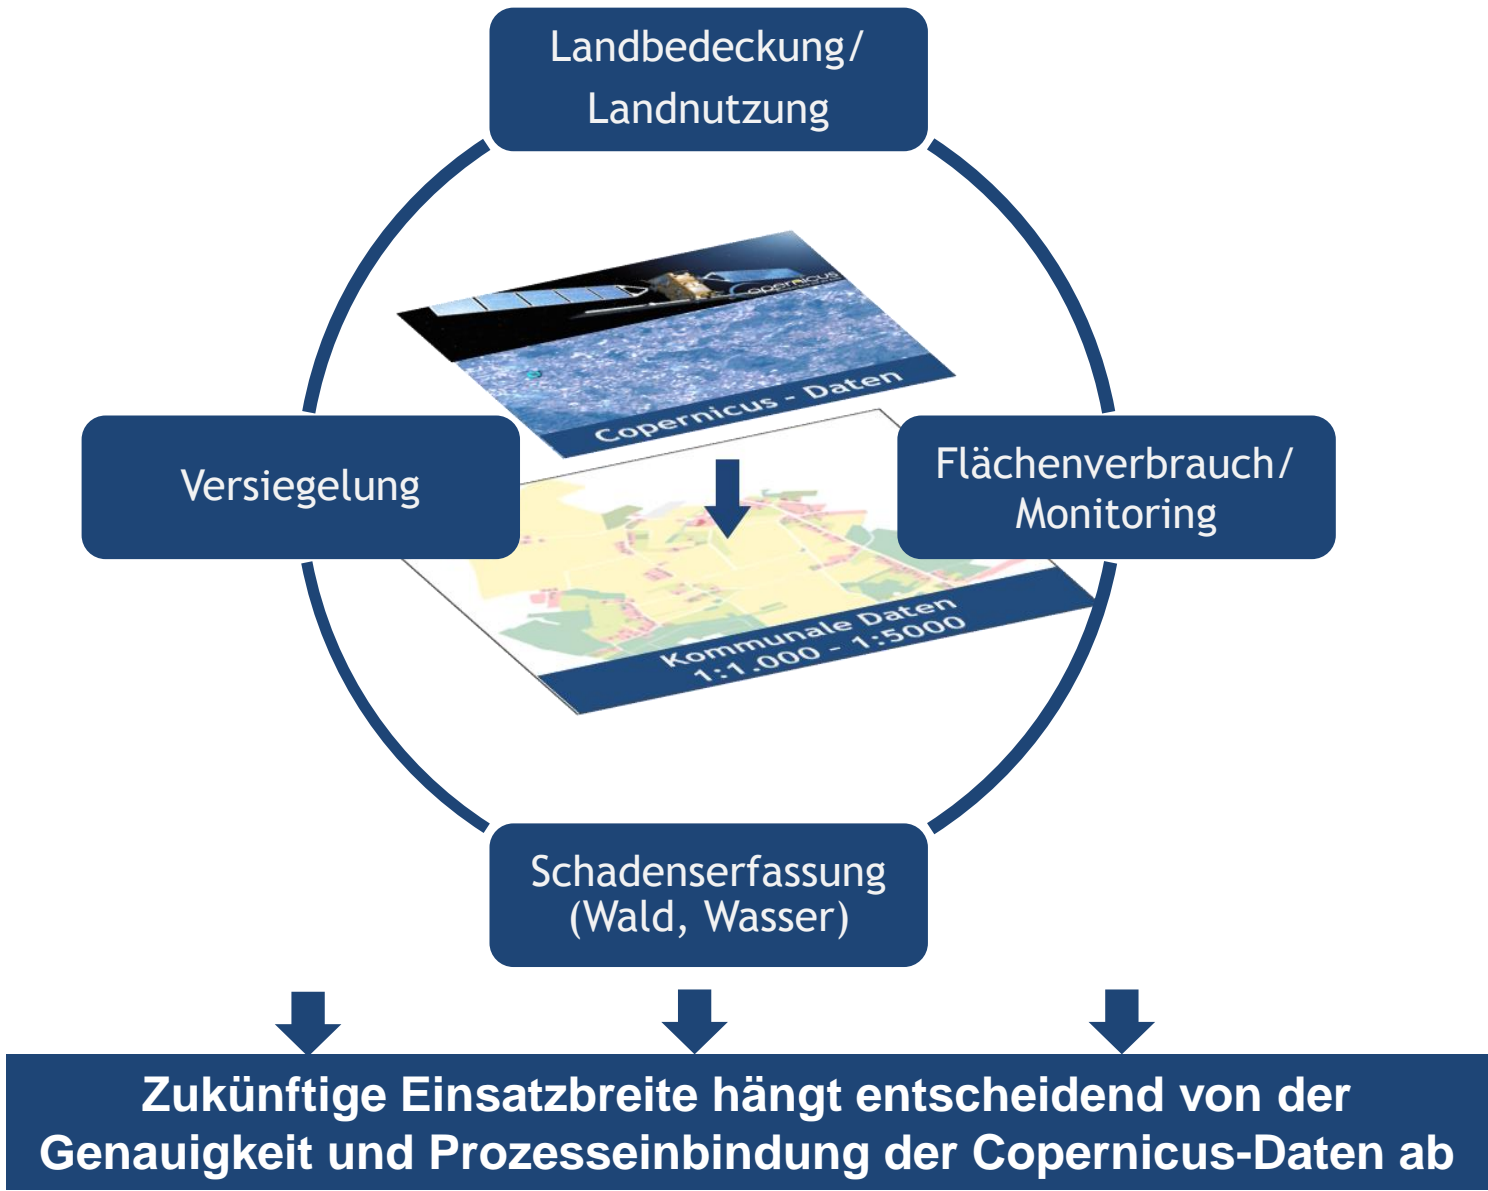 Landbedeckung/
Landnutzung
opernicus
Copernicus - Daten
Versiegelung
Flächenverbrauch/
Monitoring
Kommunale Daten
1:1.000 - 1:5000
Schadenserfassung
(Wald, Wasser)
Zukünftige Einsatzbreite hängt entscheidend von der
Genauigkeit und Prozesseinbindung der Copernicus-Daten ab